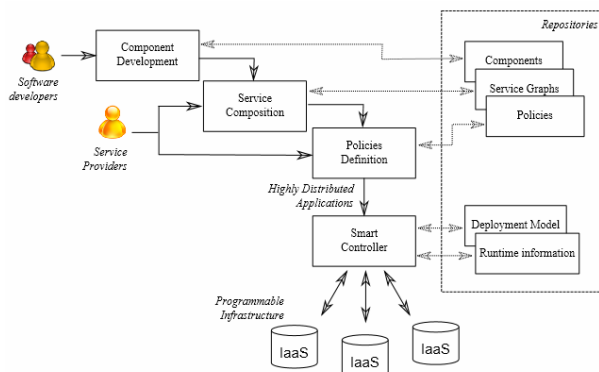 Repositories
Component
Development
Software
developers
Components
Service Graphs
Policies
Service
Composition
Service
Providers
Policies
Definition
Highly Distributed
Applications
Smart
Controller
Deployment Model
Runtime information
Programmable
Infrastructure
IaaS
IaaS
IaaS